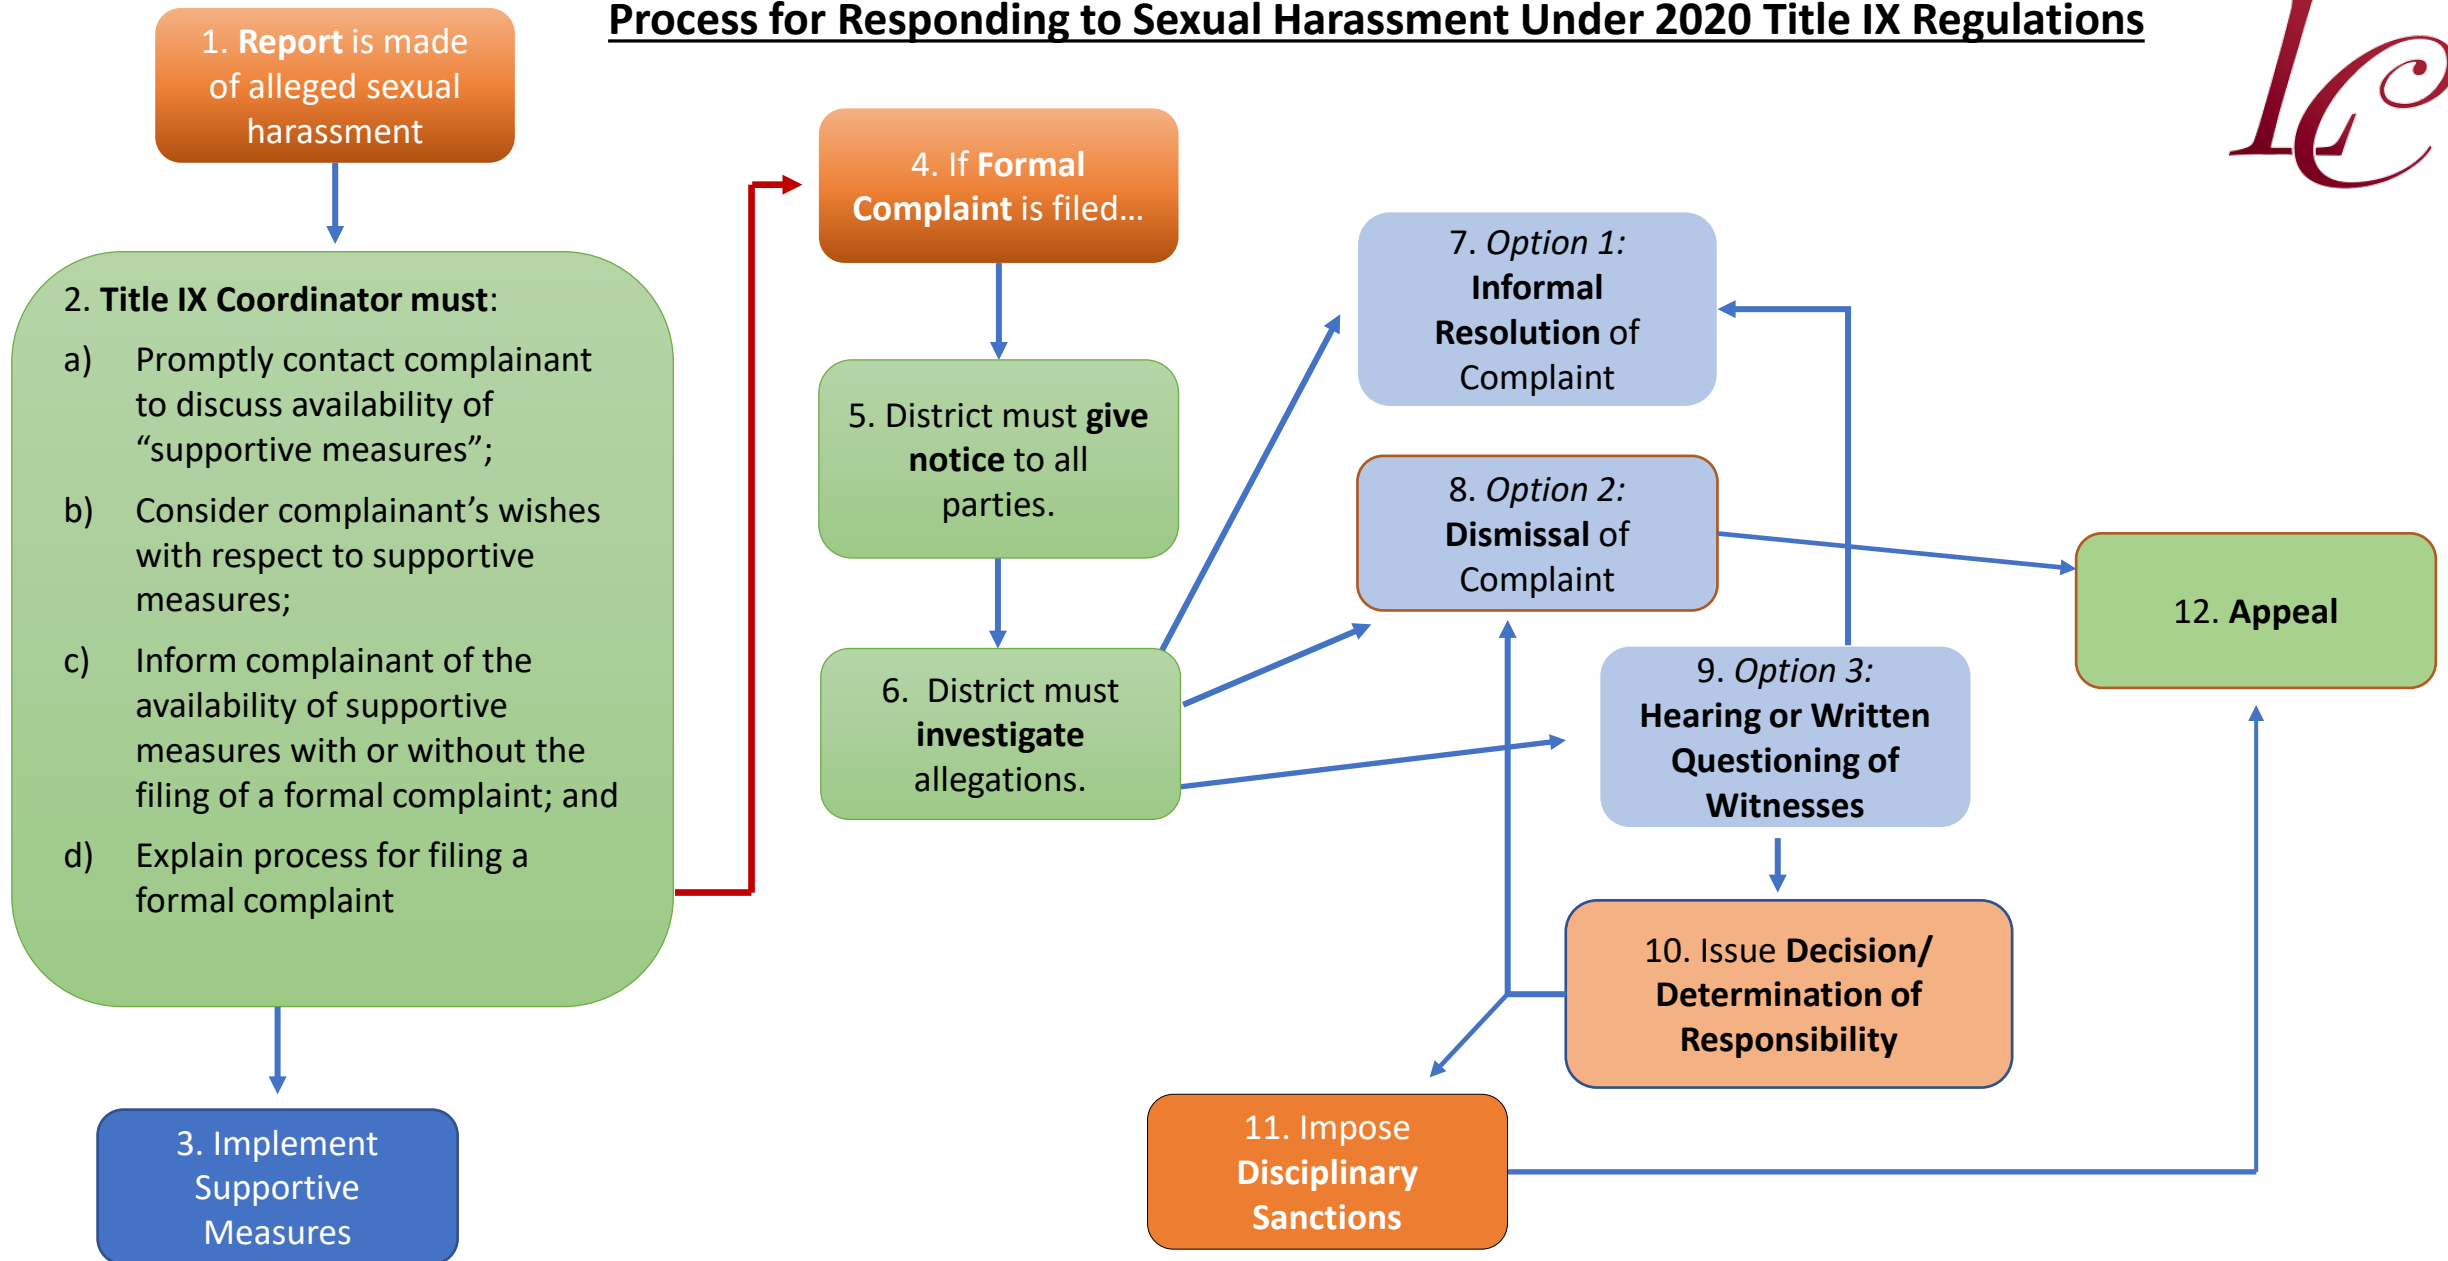 Process for Responding to Sexual Harassment Under 2020 Title IX Regulations
1. Report is made
of alleged sexual
harassment
2. Title IX Coordinator must:
a) Promptly contact complainant
to discuss availability of
“supportive measures”;
b) Consider complainant’s wishes
with respect to supportive
measures;
c) Inform complainant of the
availability of supportive
measures with or without the
filing of a formal complaint; and
d) Explain process for filing a
formal complaint
3. Implement
Supportive
Measures
4. If Formal
Complaint is filed…
5. District must give
notice to all
parties.
6. District must
investigate
allegations.
7. Option 1:
Informal
Resolution of
Complaint
8. Option 2:
Dismissal of
Complaint
9. Option 3:
Hearing or Written
Questioning of
Witnesses
10. Issue Decision/
Determination of
Responsibility
11. Impose
Disciplinary
Sanctions
12. Appeal
LC